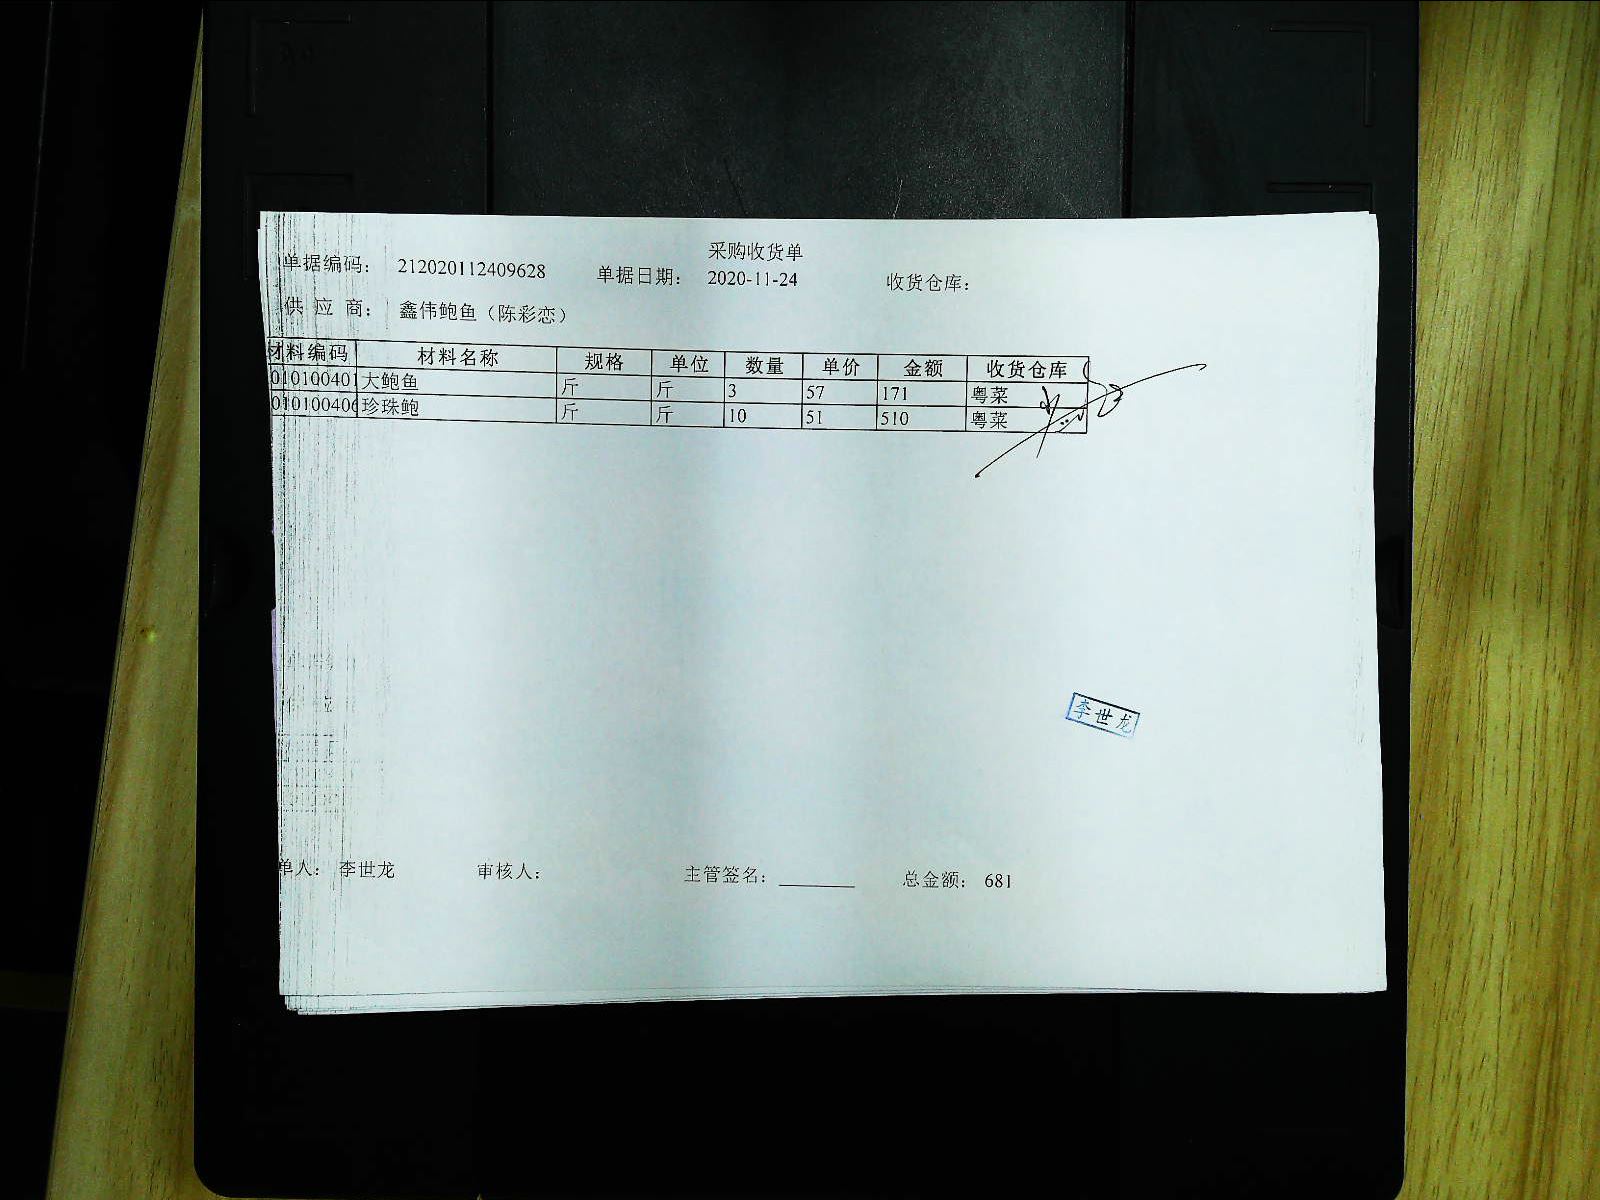 采购收货单
单据编码： 212020112409628 单据日期： 2020-11-24 收货仓库：
供 应 商： 鑫伟鲍鱼（陈彩恋）
材料编码 材料名称 规格 单位 数量 单价 金额 收货仓库
010100401 大鲍鱼 斤 斤 3 57 171 粤菜
010100406 珍珠鲍 斤 斤 10 51 510 粤菜
李世龙
单人： 李世龙 审核人： 主管签名： 总金额： 681